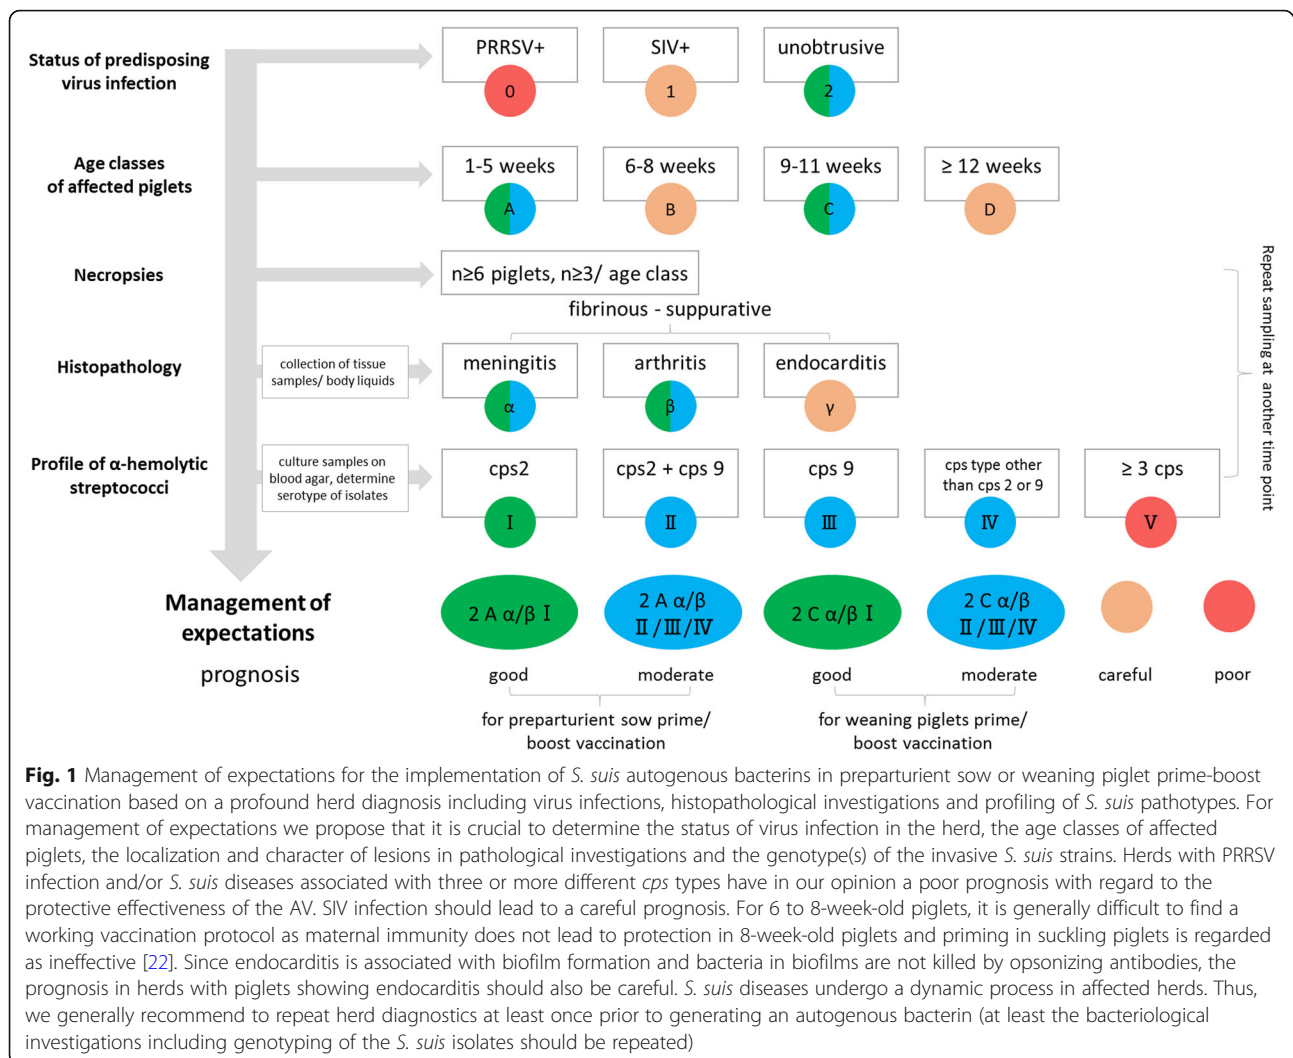 Status of predisposing
virus infection
PRRSV+
0
SIV+
1
unobtrusive
2
Age classes
of affected piglets
1-5 weeks
A
6-8 weeks
B
9-11 weeks
C
≥ 12 weeks
D
Necropsies
n≥6 piglets, n≥3/ age class
Repeat sampling at another time point
fibrinous - suppurative
Histopathology
collection of tissue
samples/ body liquids
meningitis
α
arthritis
β
endocarditis
γ
Profile of α-hemolytic
streptococci
culture samples on
blood agar, determine
serotype of isolates
cps2
Ⅰ
cps2 + cps 9
Ⅱ
cps 9
Ⅲ
cps type other
than cps 2 or 9
Ⅳ
≥ 3 cps
Ⅴ
Management of
expectations
prognosis
2 A α/β Ⅰ
2 A α/β
Ⅱ/Ⅲ/Ⅳ
2 C α/β Ⅰ
2 C α/β
Ⅱ/Ⅲ/Ⅳ
good
moderate
good
moderate
careful
poor
for preparturient sow prime/
boost vaccination
for weaning piglets prime/
boost vaccination
Fig. 1 Management of expectations for the implementation of S. suis autogenous bacterins in preparturient sow or weaning piglet prime-boost
vaccination based on a profound herd diagnosis including virus infections, histopathological investigations and profiling of S. suis pathotypes. For
management of expectations we propose that it is crucial to determine the status of virus infection in the herd, the age classes of affected
piglets, the localization and character of lesions in pathological investigations and the genotype(s) of the invasive S. suis strains. Herds with PRRSV
infection and/or S. suis diseases associated with three or more different cps types have in our opinion a poor prognosis with regard to the
protective effectiveness of the AV. SIV infection should lead to a careful prognosis. For 6 to 8-week-old piglets, it is generally difficult to find a
working vaccination protocol as maternal immunity does not lead to protection in 8-week-old piglets and priming in suckling piglets is regarded
as ineffective [22]. Since endocarditis is associated with biofilm formation and bacteria in biofilms are not killed by opsonizing antibodies, the
prognosis in herds with piglets showing endocarditis should also be careful. S. suis diseases undergo a dynamic process in affected herds. Thus,
we generally recommend to repeat herd diagnostics at least once prior to generating an autogenous bacterin (at least the bacteriological
investigations including genotyping of the S. suis isolates should be repeated)